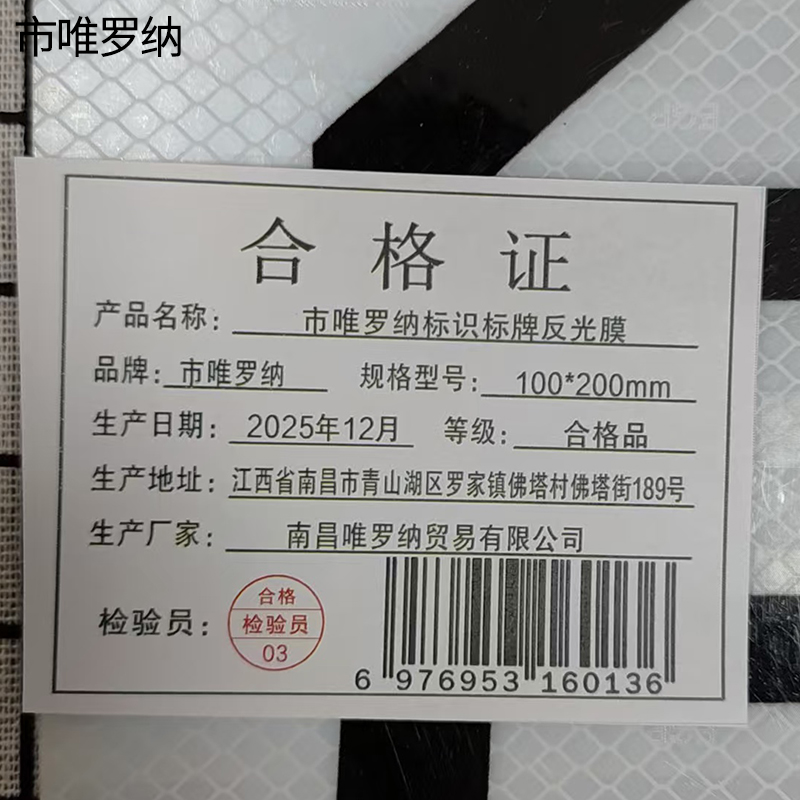 市唯罗纳
合格证
产品名称：市唯罗纳标识标牌反光膜
品牌：市唯罗纳 规格型号：100*200mm
生产日期：2025年12月 等级：合格品
生产地址：江西省南昌市青山湖区罗家镇佛塔村佛塔街189号
生产厂家：南昌唯罗纳贸易有限公司
检验员：
合格
检验员
03
6 976953 160136